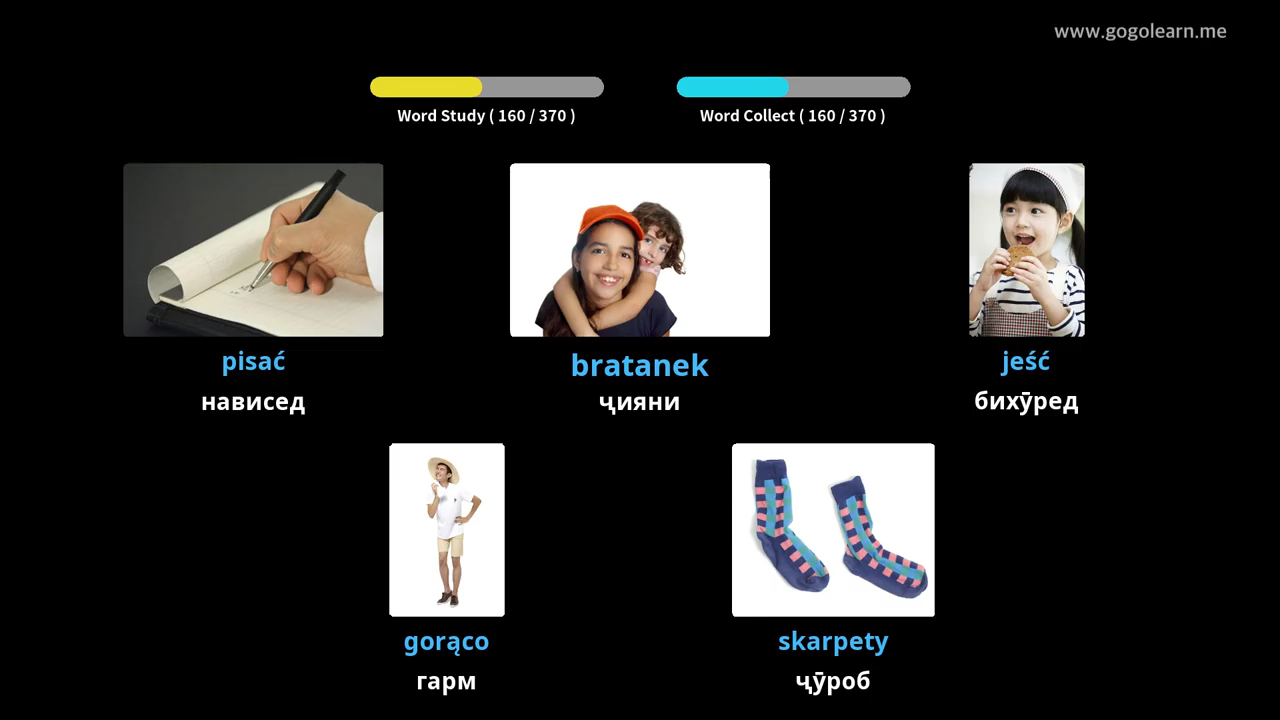 www.gogolearn.me
Word Study ( 160 / 370 )
Word Collect ( 160 / 370 )
pisać
нависед
bratanek
ҷияни
jeść
бихӯред
gorąco
гарм
skarpety
ҷӯроб